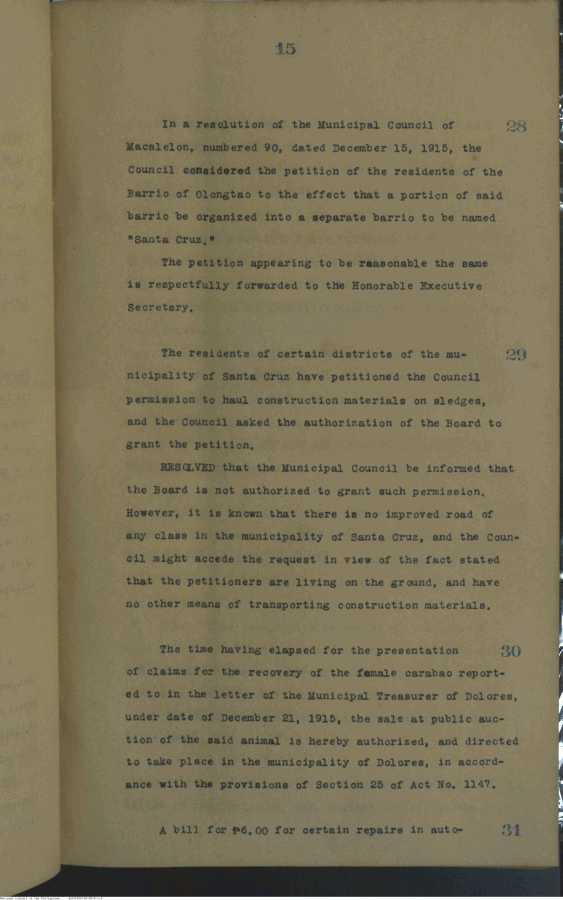 15
In a resolution of the Municipal Council of 28
Macalelon, numbered 90, dated December 15, 1915, the
Council considered the petition of the residents of the
Barrio of Olongtao to the effect that a portion of said
barrio be organized into a separate barrio to be named
"Santa Cruz."
The petition appearing to be reasonable the same
is respectfully forwarded to the Honorable Executive
Secretary.
The residents of certain districts of the mu- 29
nicipality of Santa Cruz have petitioned the Council
permission to haul construction materials on sledges,
and the Council asked the authorization of the Board to
grant the petition.
RESOLVED that the Municipal Council be informed that
the Board is not authorized to grant such permission.
However, it is known that there is no improved road of
any class in the municipality of Santa Cruz, and the Coun-
cil might accede the request in view of the fact stated
that the petitioners are living on the ground, and have
no other means of transporting construction materials.
The time having elapsed for the presentation 30
of claims for the recovery of the female carabao report-
ed to in the letter of the Municipal Treasurer of Dolores,
under date of December 21, 1915, the sale at public auc-
tion of the said animal is hereby authorized, and directed
to take place in the municipality of Dolores, in accord-
ance with the provisions of Section 25 of Act No. 1147.
A bill for ₱6.00 for certain repairs in auto- 31